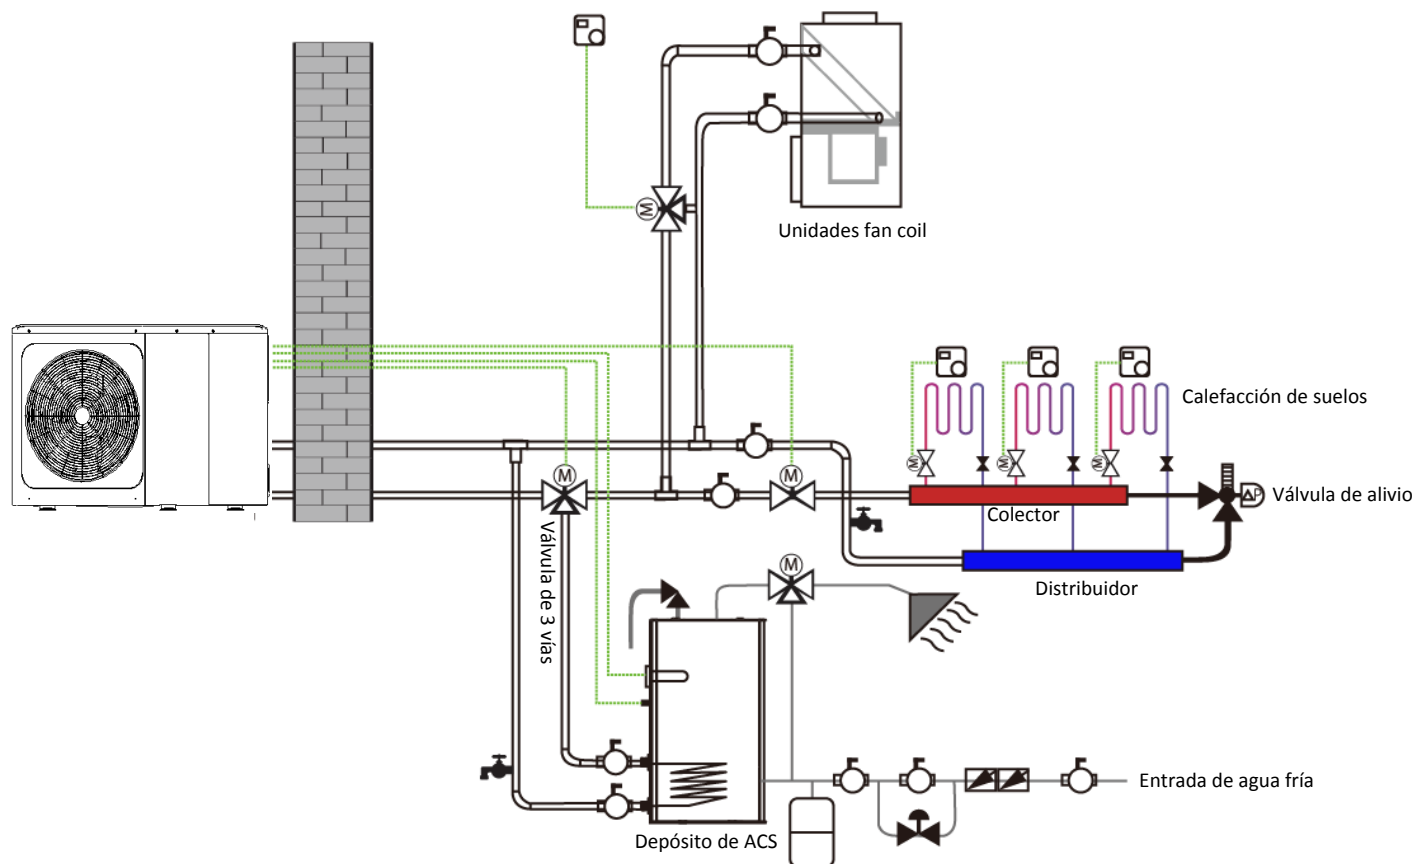 Unidades fan coil
Calefacción de suelos
M
M
M
M
M
M
Válvula de alivio
ΔP
Colector
Válvula de 3 vías
M
Distribuidor
Entrada de agua fría
Depósito de ACS